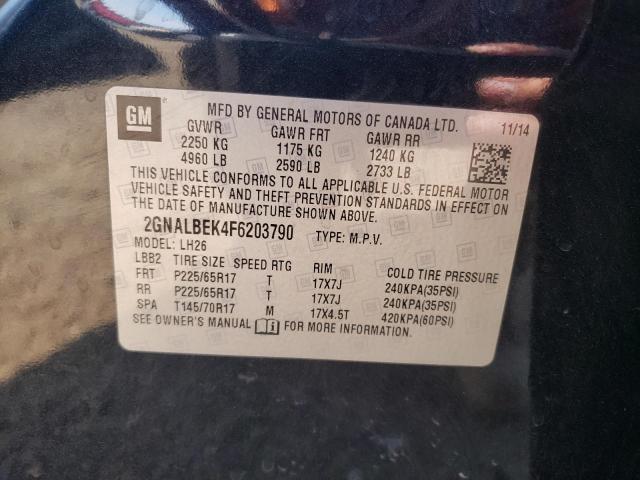 GM
MFD BY GENERAL MOTORS OF CANADA LTD. 11/14
GVWR GAWR FRT GAWR RR
2250 KG 1175 KG 1240 KG
4960 LB 2590 LB 2733 LB
THIS VEHICLE CONFORMS TO ALL APPLICABLE U.S. FEDERAL MOTOR
VEHICLE SAFETY AND THEFT PREVENTION STANDARDS IN EFFECT ON
THE DATE OF MANUFACTURE SHOWN ABOVE.
2GNALBEK4F6203790 TYPE: M.P.V.
MODEL: LH26
LBB2 TIRE SIZE SPEED RTG RIM COLD TIRE PRESSURE
FRT P225/65R17 T 17X7J 240KPA(35PSI)
RR P225/65R17 T 17X7J 240KPA(35PSI)
SPA T145/70R17 M 17X4.5T 420KPA(60PSI)
SEE OWNER'S MANUAL FOR MORE INFORMATION.